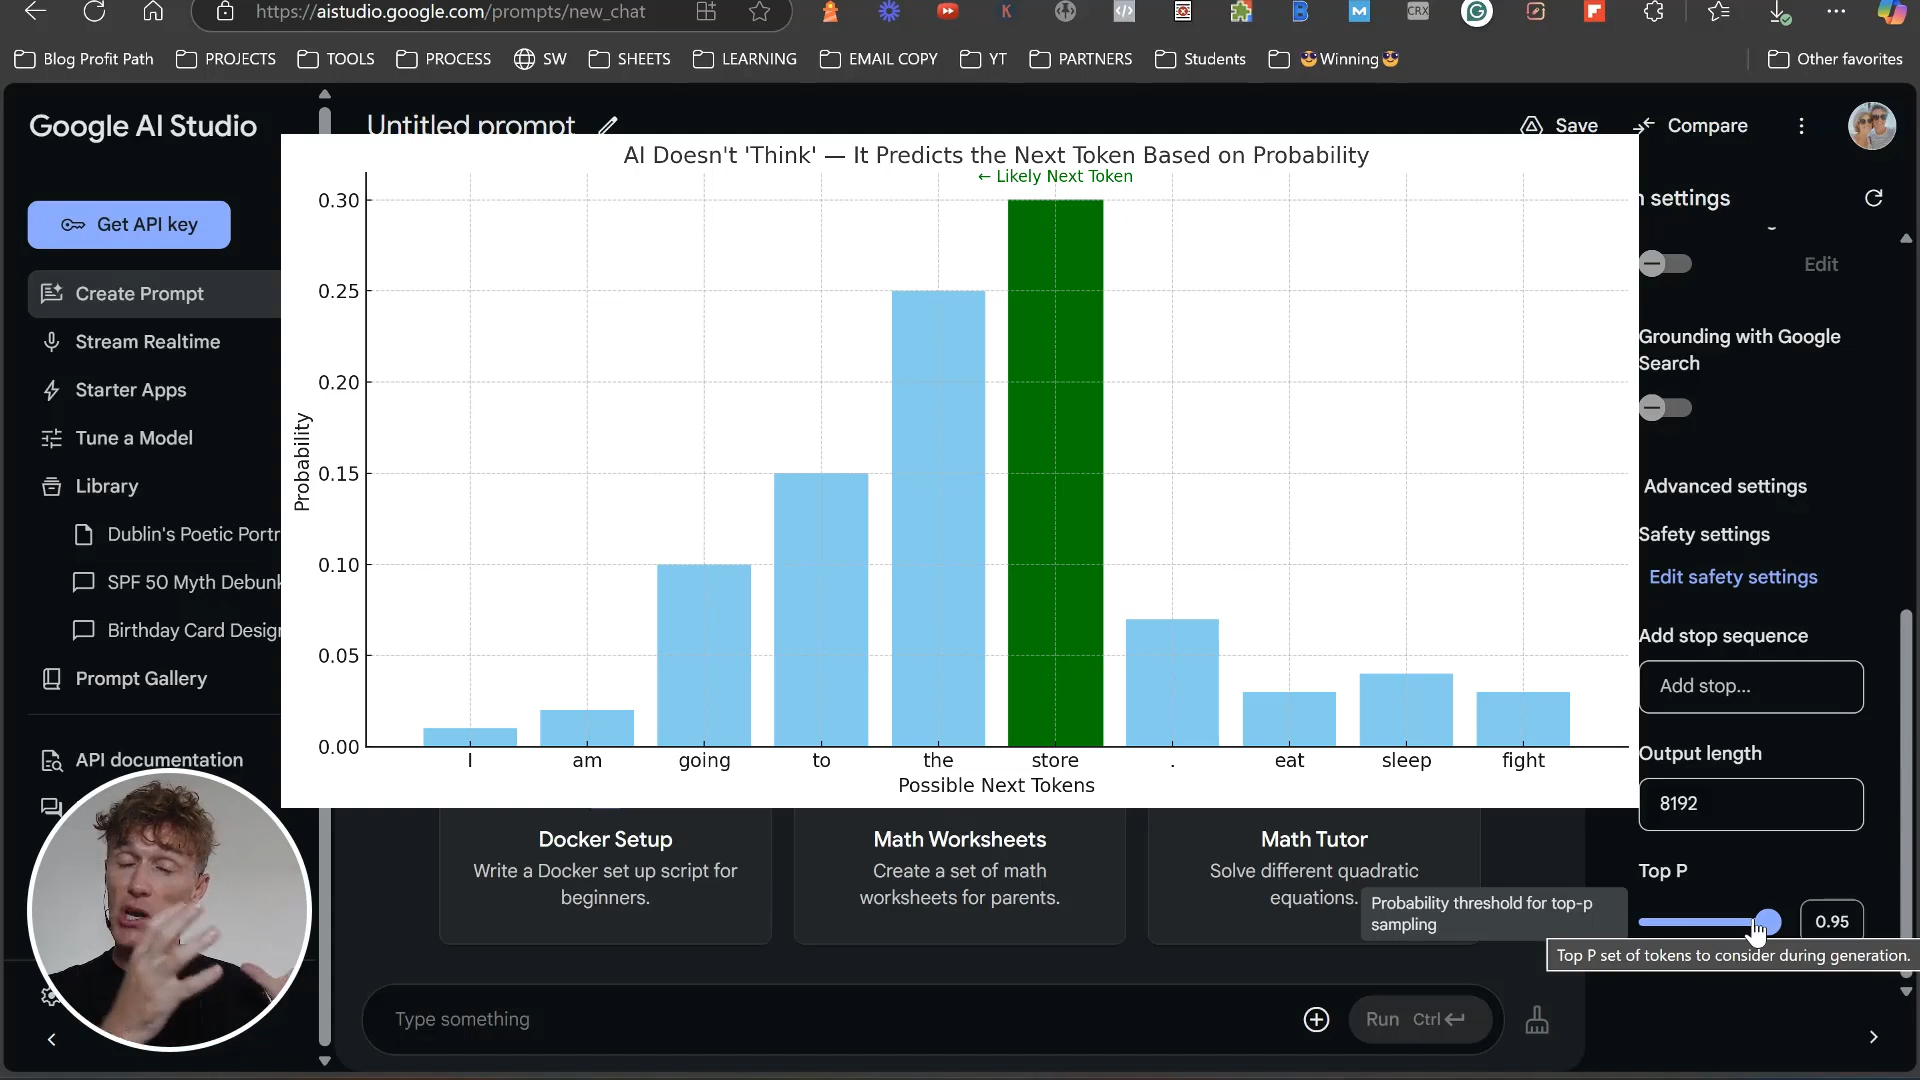 https://aistudio.google.com/prompts/new_chat
Blog Profit Path
PROJECTS
TOOLS
PROCESS
SW
SHEETS
LEARNING
EMAIL COPY
YT
PARTNERS
Students
🤓Winning🤓
Other favorites
Google AI Studio
Untitled prompt
Save
Compare
Get API key
Create Prompt
Stream Realtime
Starter Apps
Tune a Model
Library
Dublin's Poetic Portr
SPF 50 Myth Debunk
Birthday Card Design
Prompt Gallery
API documentation
AI Doesn't 'Think' — It Predicts the Next Token Based on Probability
← Likely Next Token
0.30
0.25
0.20
0.15
0.10
0.05
0.00
Probability
I am going to the store . eat sleep fight
Possible Next Tokens
settings
Edit
Grounding with Google
Search
Advanced settings
Safety settings
Edit safety settings
Add stop sequence
Add stop...
Output length
8192
Top P
0.95
Probability threshold for top-p
sampling
Top P set of tokens to consider during generation.
Docker Setup
Write a Docker set up script for
beginners.
Math Worksheets
Create a set of math
worksheets for parents.
Math Tutor
Solve different quadratic
equations.
Type something
Run Ctrl